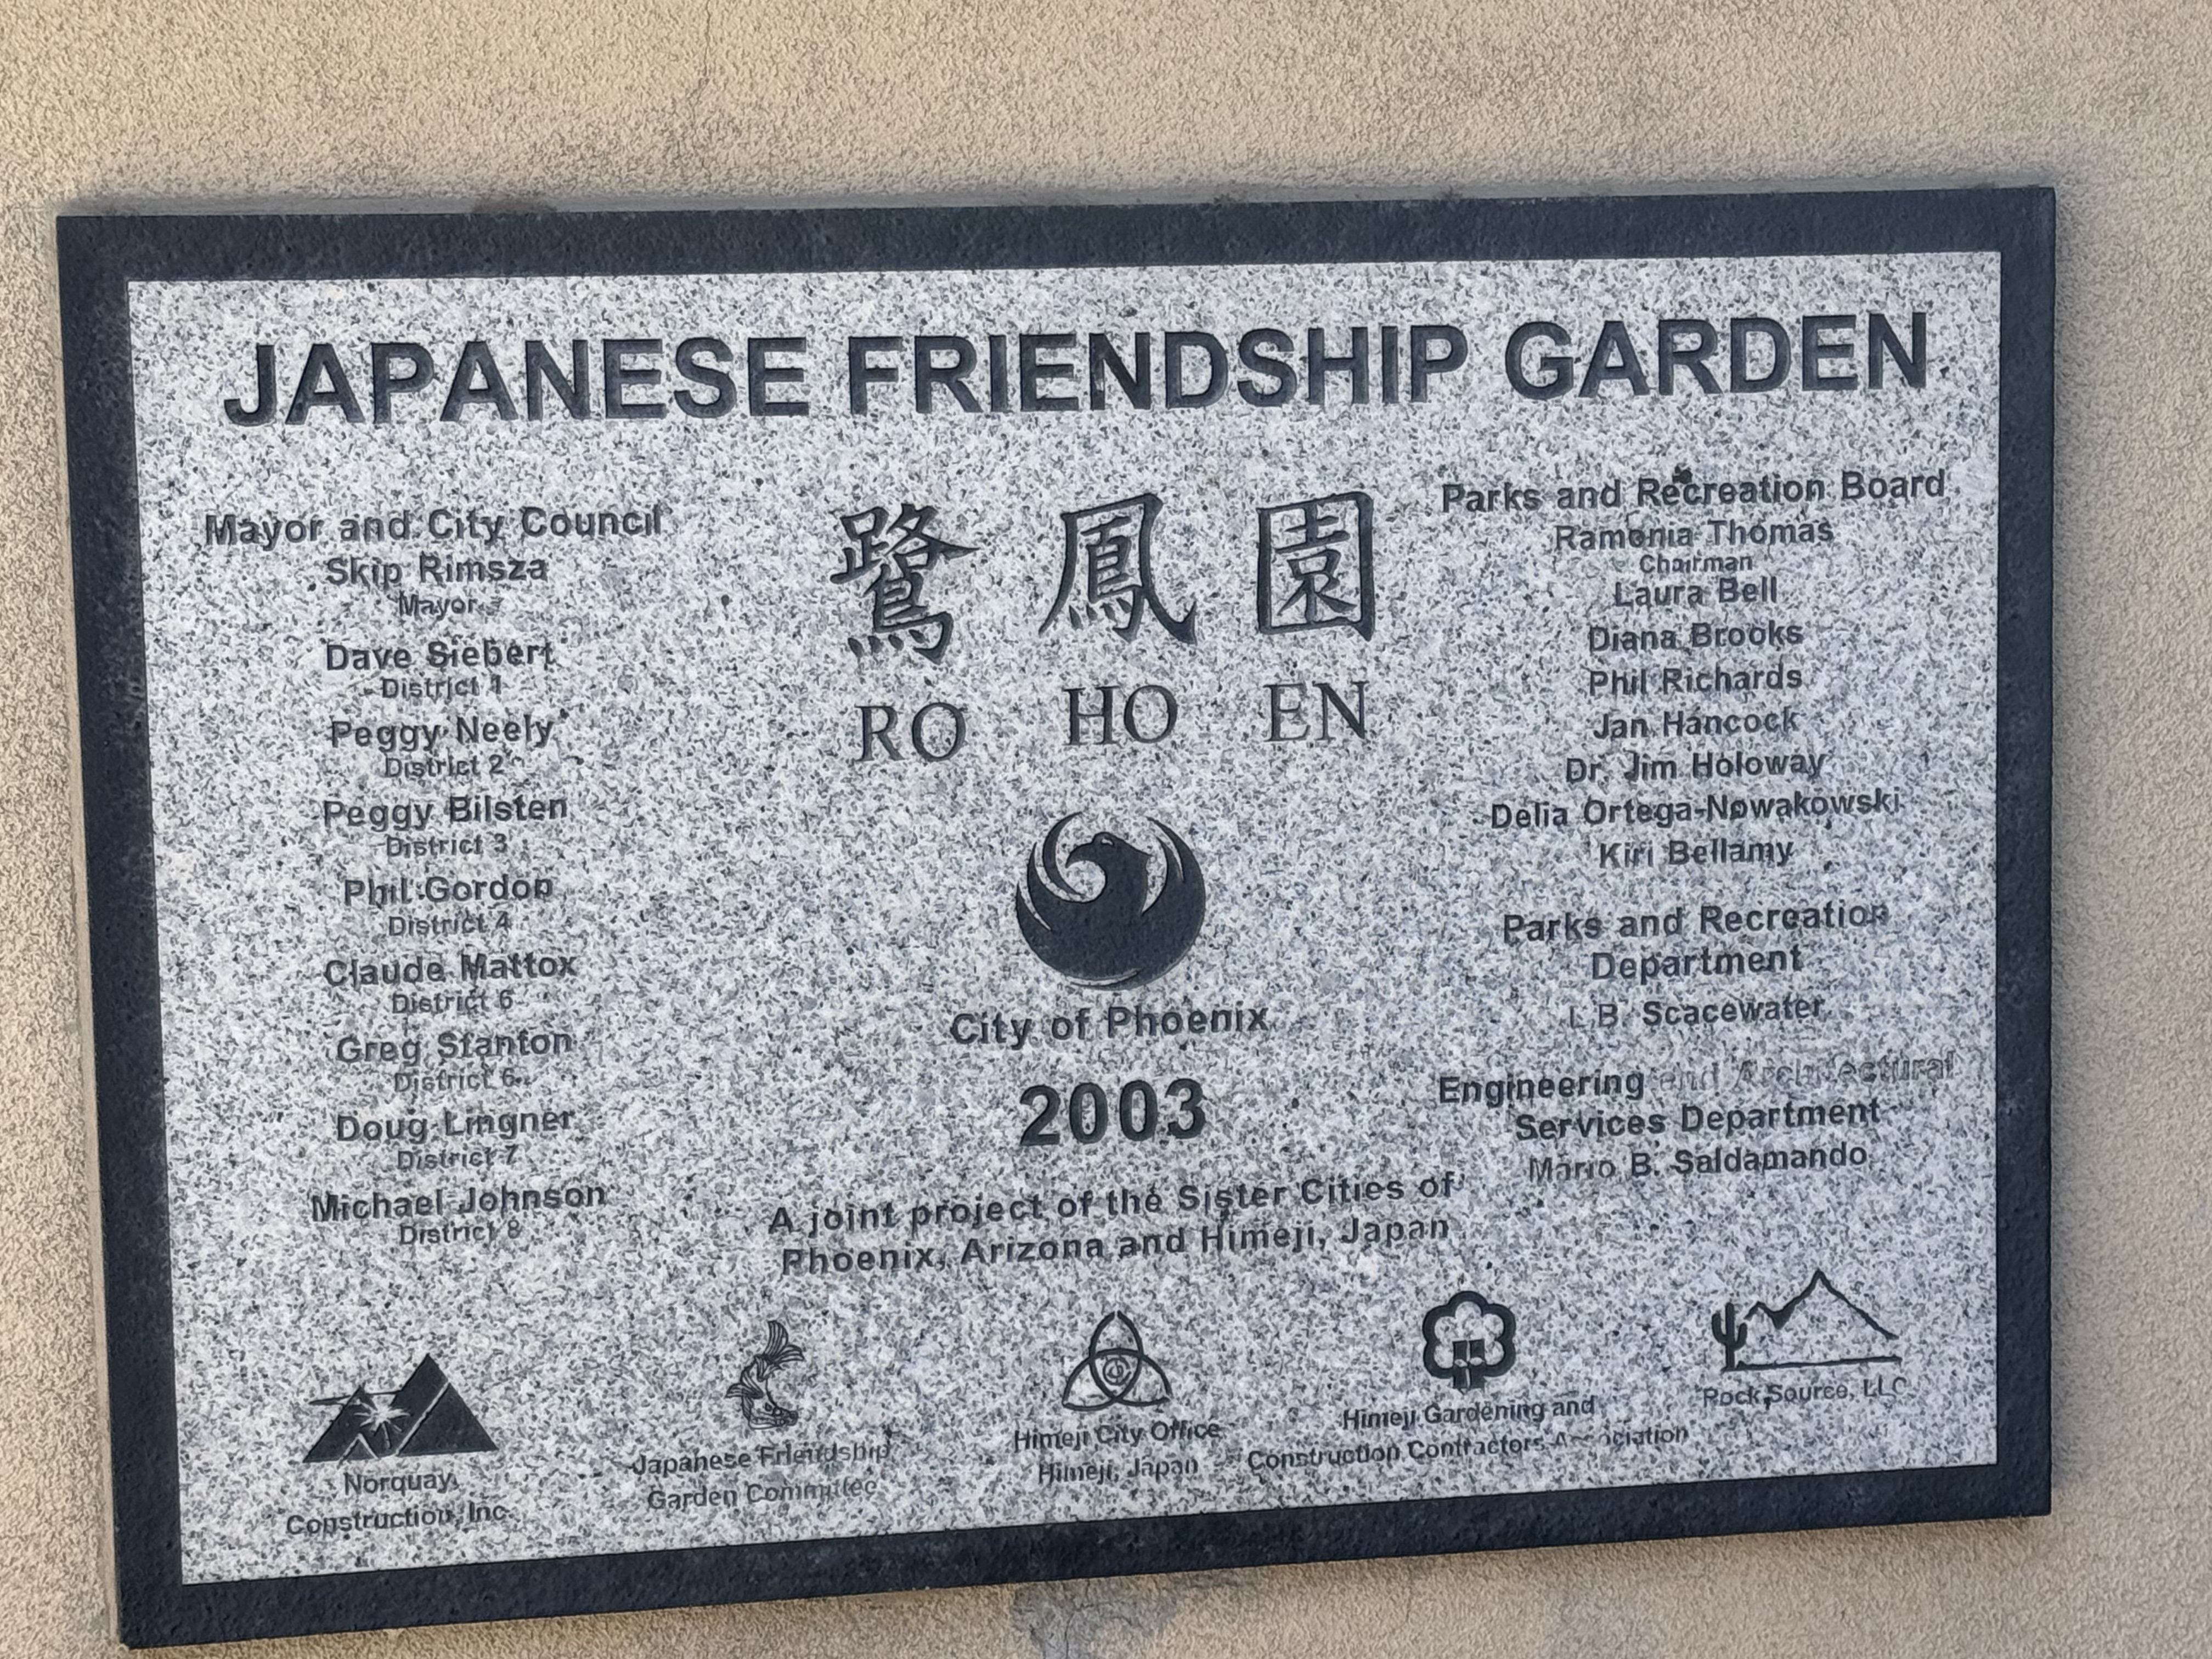 JAPANESE FRIENDSHIP GARDEN
Mayor and City Council
Skip Rimsza
Mayor
Dave Siebert
District 1
Peggy Neely
District 2
Peggy Bilsten
District 3
Phil Gordon
District 4
Claude Mattox
District 6
Greg Stanton
District 6
Doug Lingner
District 7
Michael Johnson
District 8
鷺 鳳 園
RO HO EN
City of Phoenix
2003
A joint project of the Sister Cities of
Phoenix, Arizona and Himeji, Japan
Parks and Recreation Board
Ramonia Thomas
Chairman
Laura Bell
Diana Brooks
Phil Richards
Jan Hancock
Dr. Jim Holoway
Delia Ortega-Nowakowski
Kiri Bellamy
Parks and Recreation
Department
L.B. Scacewater
Engineering and Architectural
Services Department
Mario B. Saldamando
Norquay
Construction, Inc.
Japanese Friendship
Garden Committee
Himeji City Office
Himeji, Japan
Himeji Gardening and
Construction Contractors Association
Rock Source, LLC